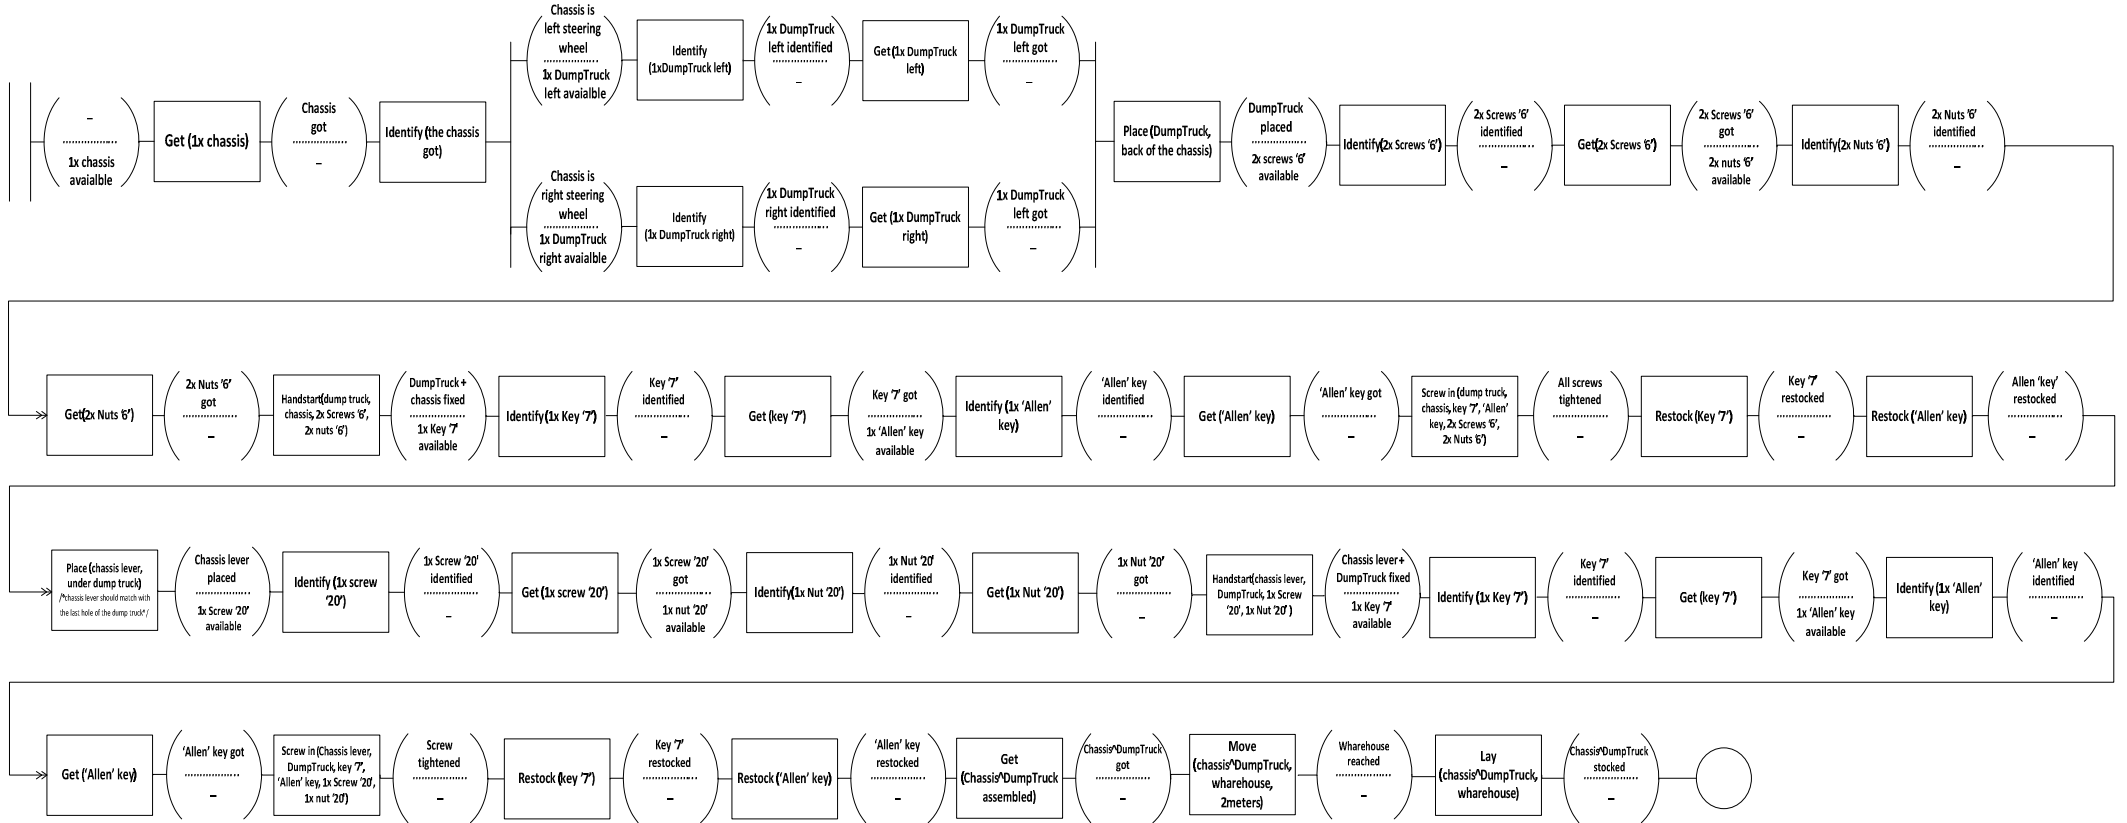 –
1x chassis
avaialble
Get (1x chassis)
Chassis
got
–
Identify (the chassis
got)
Chassis is
left steering
wheel
1x DumpTruck
left avaialble
Identify
(1xDumpTruck left)
1x DumpTruck
left identified
–
Get (1x DumpTruck
left)
1x DumpTruck
left got
–
Chassis is
right steering
wheel
1x DumpTruck
right avaialble
Identify
(1x DumpTruck right)
1x DumpTruck
right identified
–
Get (1x DumpTruck
right)
1x DumpTruck
left got
–
Place (DumpTruck,
back of the chassis)
DumpTruck
placed
2x screws ‘6’
available
Identify(2x Screws ‘6’)
2x Screws ‘6’
identified
–
Get(2x Screws ‘6’)
2x Screws ‘6’
got
2x nuts ‘6’
available
Identify(2x Nuts ‘6’)
2x Nuts ‘6’
identified
–
Get(2x Nuts ‘6’)
2x Nuts ‘6’
got
–
Handstart(dump truck,
chassis, 2x Screws ‘6’,
2x nuts ‘6’)
DumpTruck +
chassis fixed
1x Key ‘7’
available
Identify (1x Key ‘7’)
Key ‘7’
identified
–
Get (key ‘7’)
Key ‘7’ got
1x ‘Allen’ key
available
Identify (1x ‘Allen’
key)
‘Allen’ key
identified
–
Get (‘Allen’ key)
‘Allen’ key got
–
Screw in (dump truck,
chassis, key ‘7’, ‘Allen’
key, 2x Screws ‘6’,
2x Nuts ‘6’)
All screws
tightened
–
Restock (Key ‘7’)
Key ‘7’
restocked
–
Restock (‘Allen’ key)
Allen ‘key’
restocked
–
Place (chassis lever,
under dump truck)
/*chassis lever should match with
the last hole of the dump truck*/
Chassis lever
placed
1x Screw ‘20’
available
Identify (1x screw
‘20’)
1x Screw ‘20’
identified
–
Get (1x screw ‘20’)
1x Screw ‘20’
got
1x nut ‘20’
available
Identify(1x Nut ‘20’)
1x Nut ‘20’
identified
–
Get (1x Nut ‘20’)
1x Nut ‘20’
got
–
Handstart(chassis lever,
DumpTruck, 1x Screw
‘20’, 1x Nut ‘20’ )
Chassis lever +
DumpTruck fixed
1x Key ‘7’
available
Identify (1x Key ‘7’)
Key ‘7’
identified
–
Get (key ‘7’)
Key ‘7’ got
1x ‘Allen’ key
available
Identify (1x ‘Allen’
key)
‘Allen’ key
identified
–
Get (‘Allen’ key)
‘Allen’ key got
–
Screw in (Chassis lever,
DumpTruck, key ‘7’,
‘Allen’ key, 1x Screw ‘20’,
1x nut ‘20’)
Screw
tightened
–
Restock (key ‘7’)
Key ‘7’
restocked
–
Restock (‘Allen’ key)
‘Allen’ key
restocked
–
Get
(Chassis^DumpTruck
assembled)
Chassis^DumpTruck
got
–
Move
(chassis^DumpTruck,
wharehouse,
2meters)
Wharehouse
reached
–
Lay
(chassis^DumpTruck,
wharehouse)
Chassis^DumpTruck
stocked
–